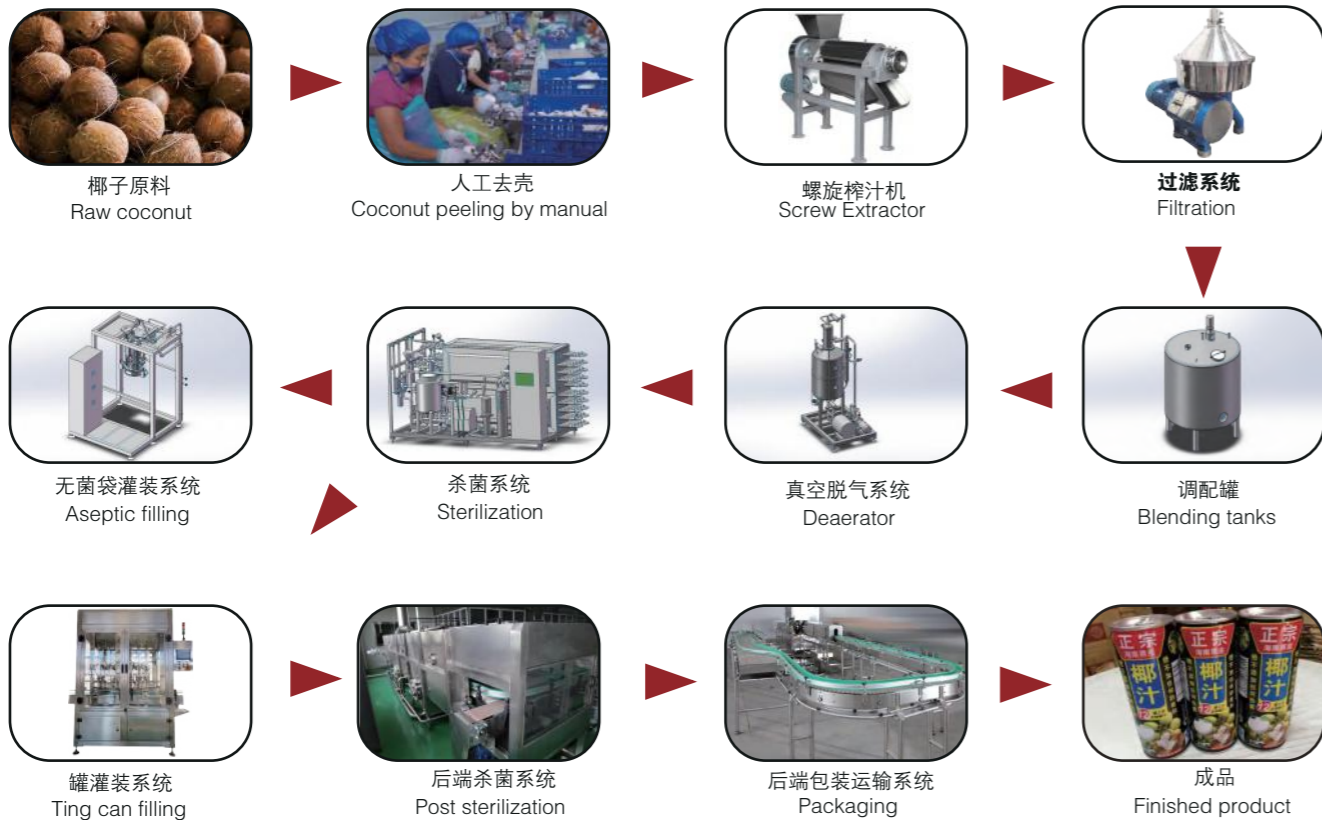 椰子原料
Raw coconut
人工去壳
Coconut peeling by manual
螺旋榨汁机
Screw Extractor
过滤系统
Filtration
无菌袋灌装系统
Aseptic filling
杀菌系统
Sterilization
真空脱气系统
Deaerator
调配罐
Blending tanks
罐灌装系统
Ting can filling
后端杀菌系统
Post sterilization
后端包装运输系统
Packaging
正宗
椰汁
正宗
椰汁
正宗
椰汁
成品
Finished product